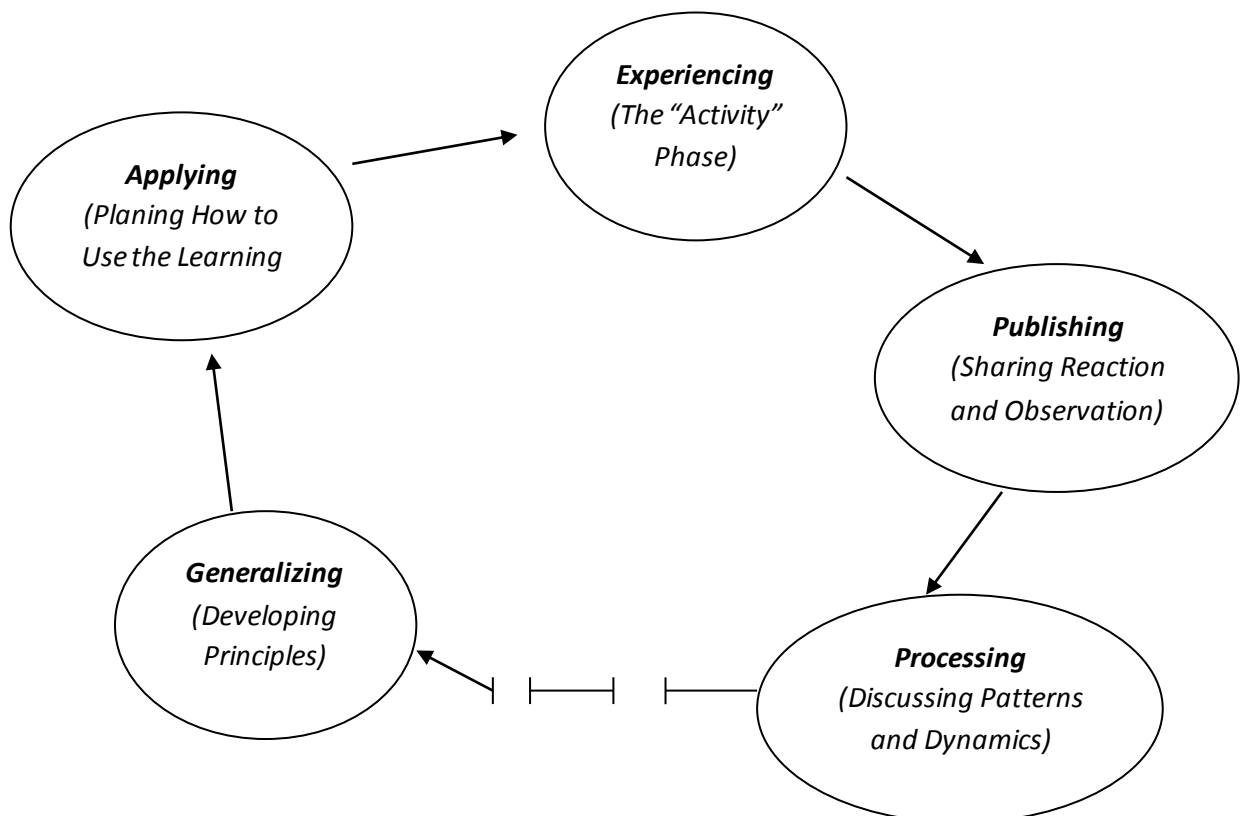 Experiencing
(The “Activity”
Phase)
Applying
(Planing How to
Use the Learning
Publishing
(Sharing Reaction
and Observation)
Generalizing
(Developing
Principles)
Processing
(Discussing Patterns
and Dynamics)